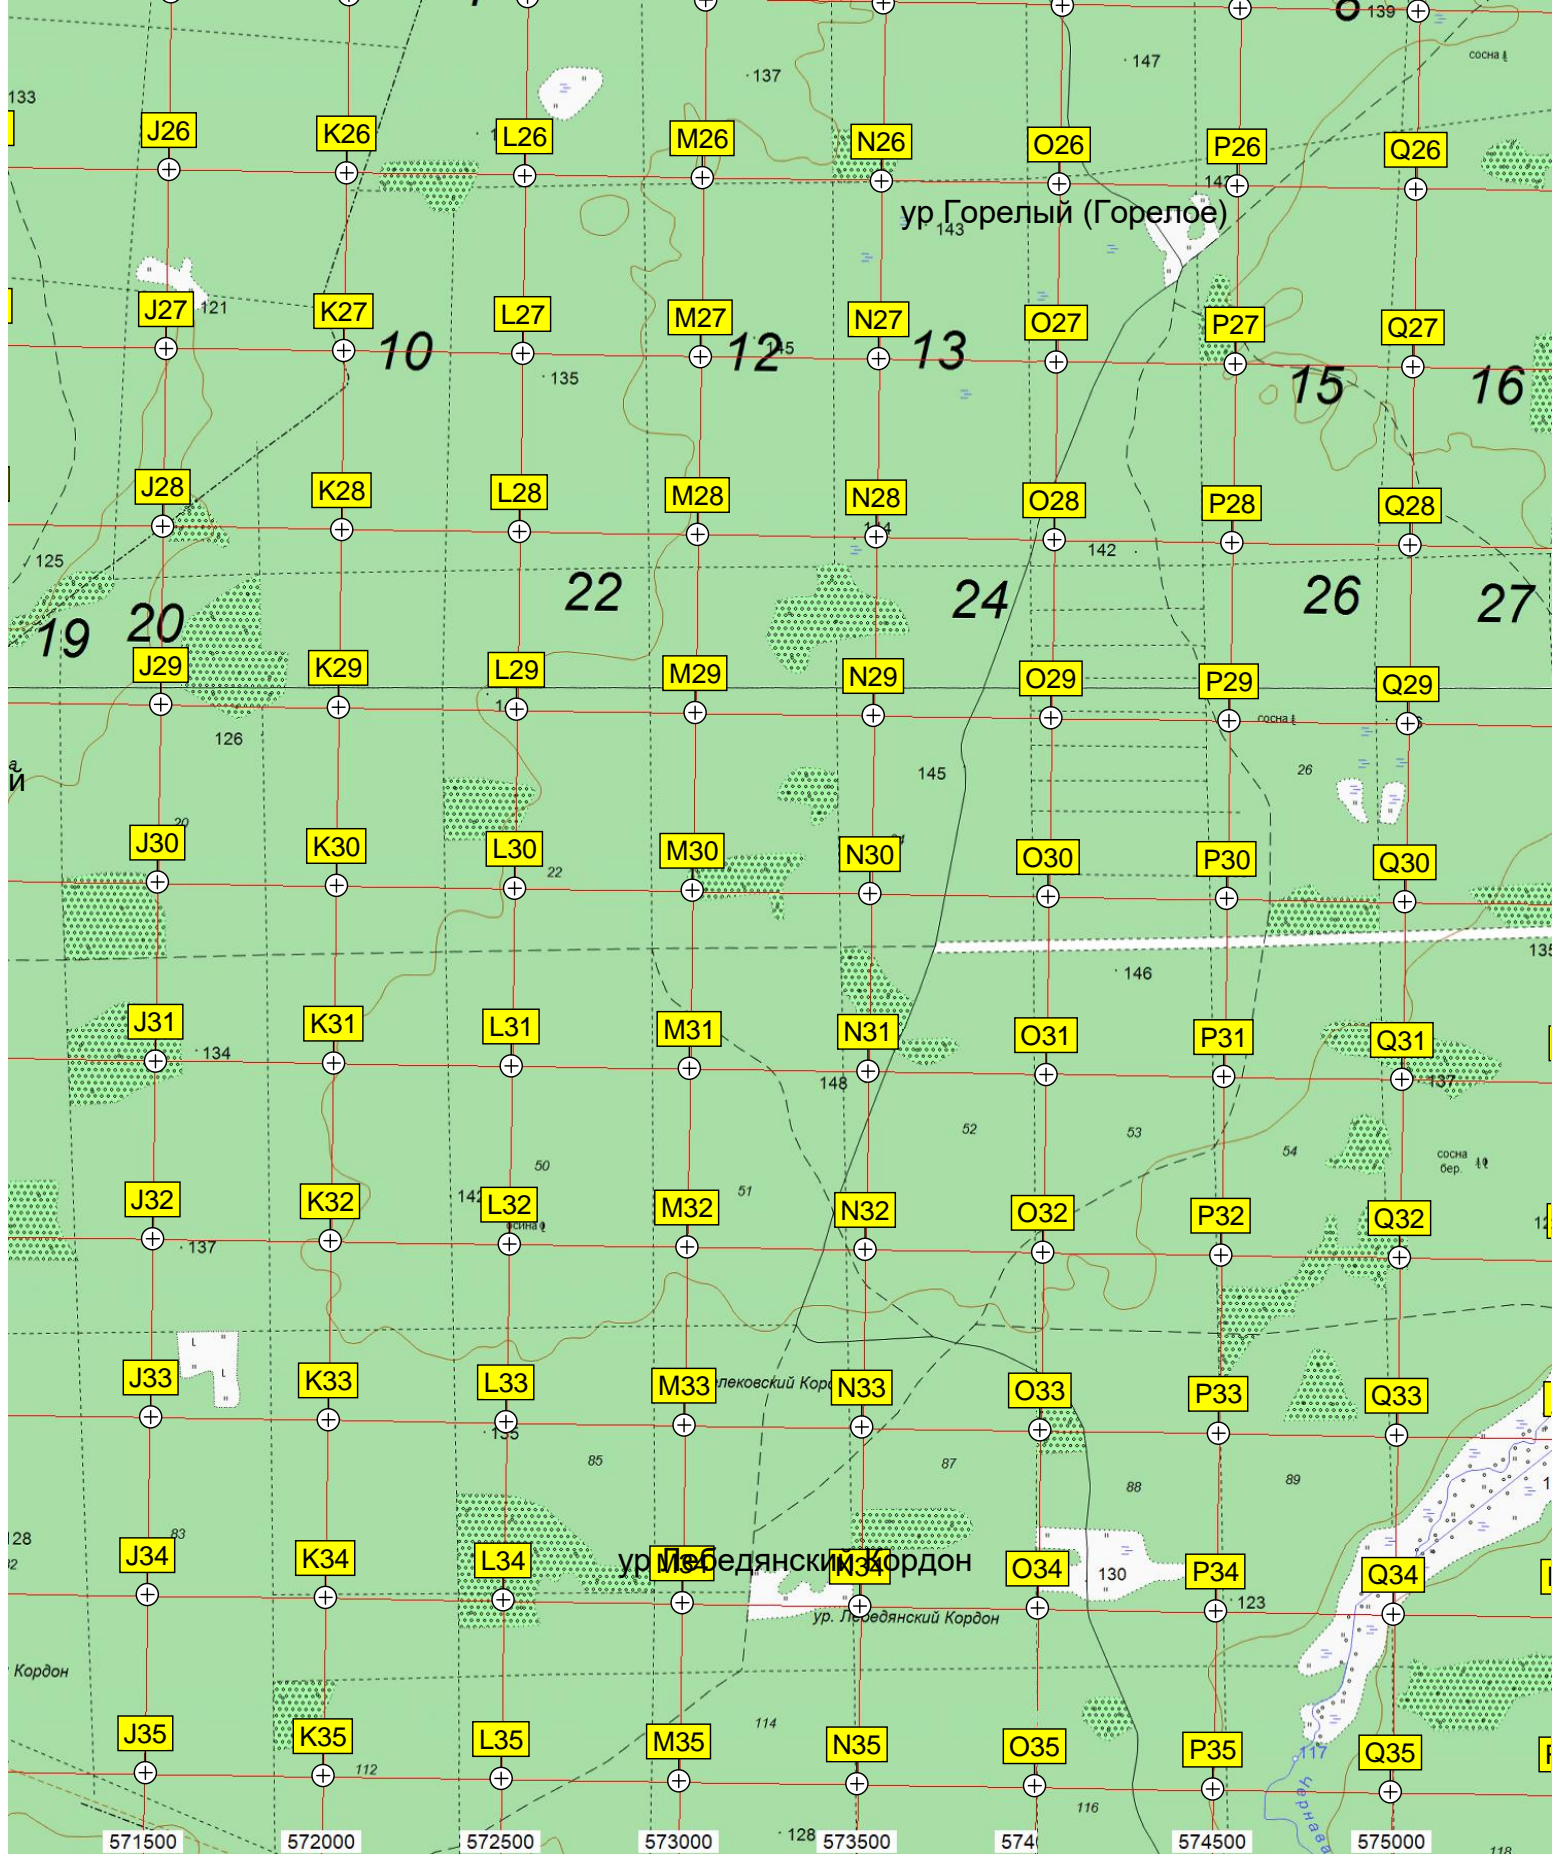 139
147
сосна
137
133
J26 K26 L26 M26 N26 O26 P26 Q26
ур Горелый (Горелое)
143
121
J27 K27 L27 M27 N27 O27 P27 Q27
10 12 13 15 16
135
J28 K28 L28 M28 N28 O28 P28 Q28
142
125
22 24 26 27
19 20
J29 K29 L29 M29 N29 O29 P29 Q29
сосна
126
й
145
26
20
J30 K30 L30 M30 N30 O30 P30 Q30
22
135
146
J31 K31 L31 M31 N31 O31 P31 Q31
134
148
137
52
53
54
сосна
бер.
50
51
J32 K32 L32 M32 N32 O32 P32 Q32
осина
137
J33 K33 L33 M33 N33 O33 P33 Q33
135
85
87
88
89
83
J34 K34 L34 M34 N34 O34 P34 Q34
ур Лебедянский Кордон
130
123
ур. Лебедянский Кордон
Кордон
114
J35 K35 L35 M35 N35 O35 P35 Q35
117
112
116
Чернава
128
118
571500 572000 572500 573000 573500 574 574500 575000